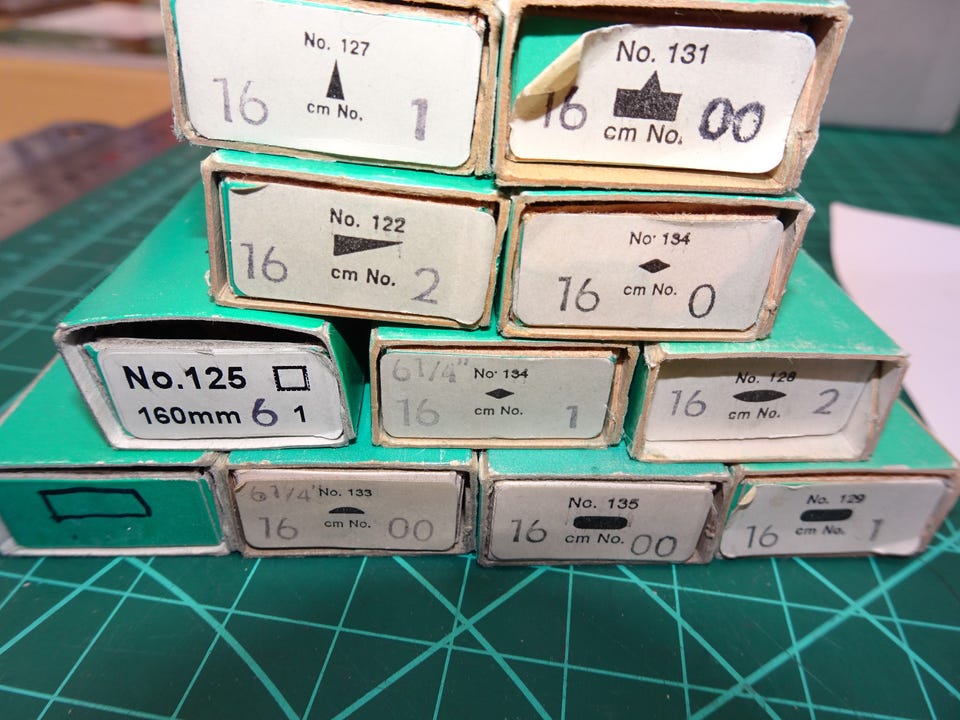 No. 127
16 cm No. 1
No. 131
16 cm No. 00
No. 122
16 cm No. 2
No. 134
16 cm No. 0
No.125
160mm 6 1
6 1/4" No. 134
16 cm No. 1
No. 128
16 cm No. 2
6 1/4" No. 133
16 cm No. 00
No. 135
16 cm No. 00
No. 129
16 cm No. 1